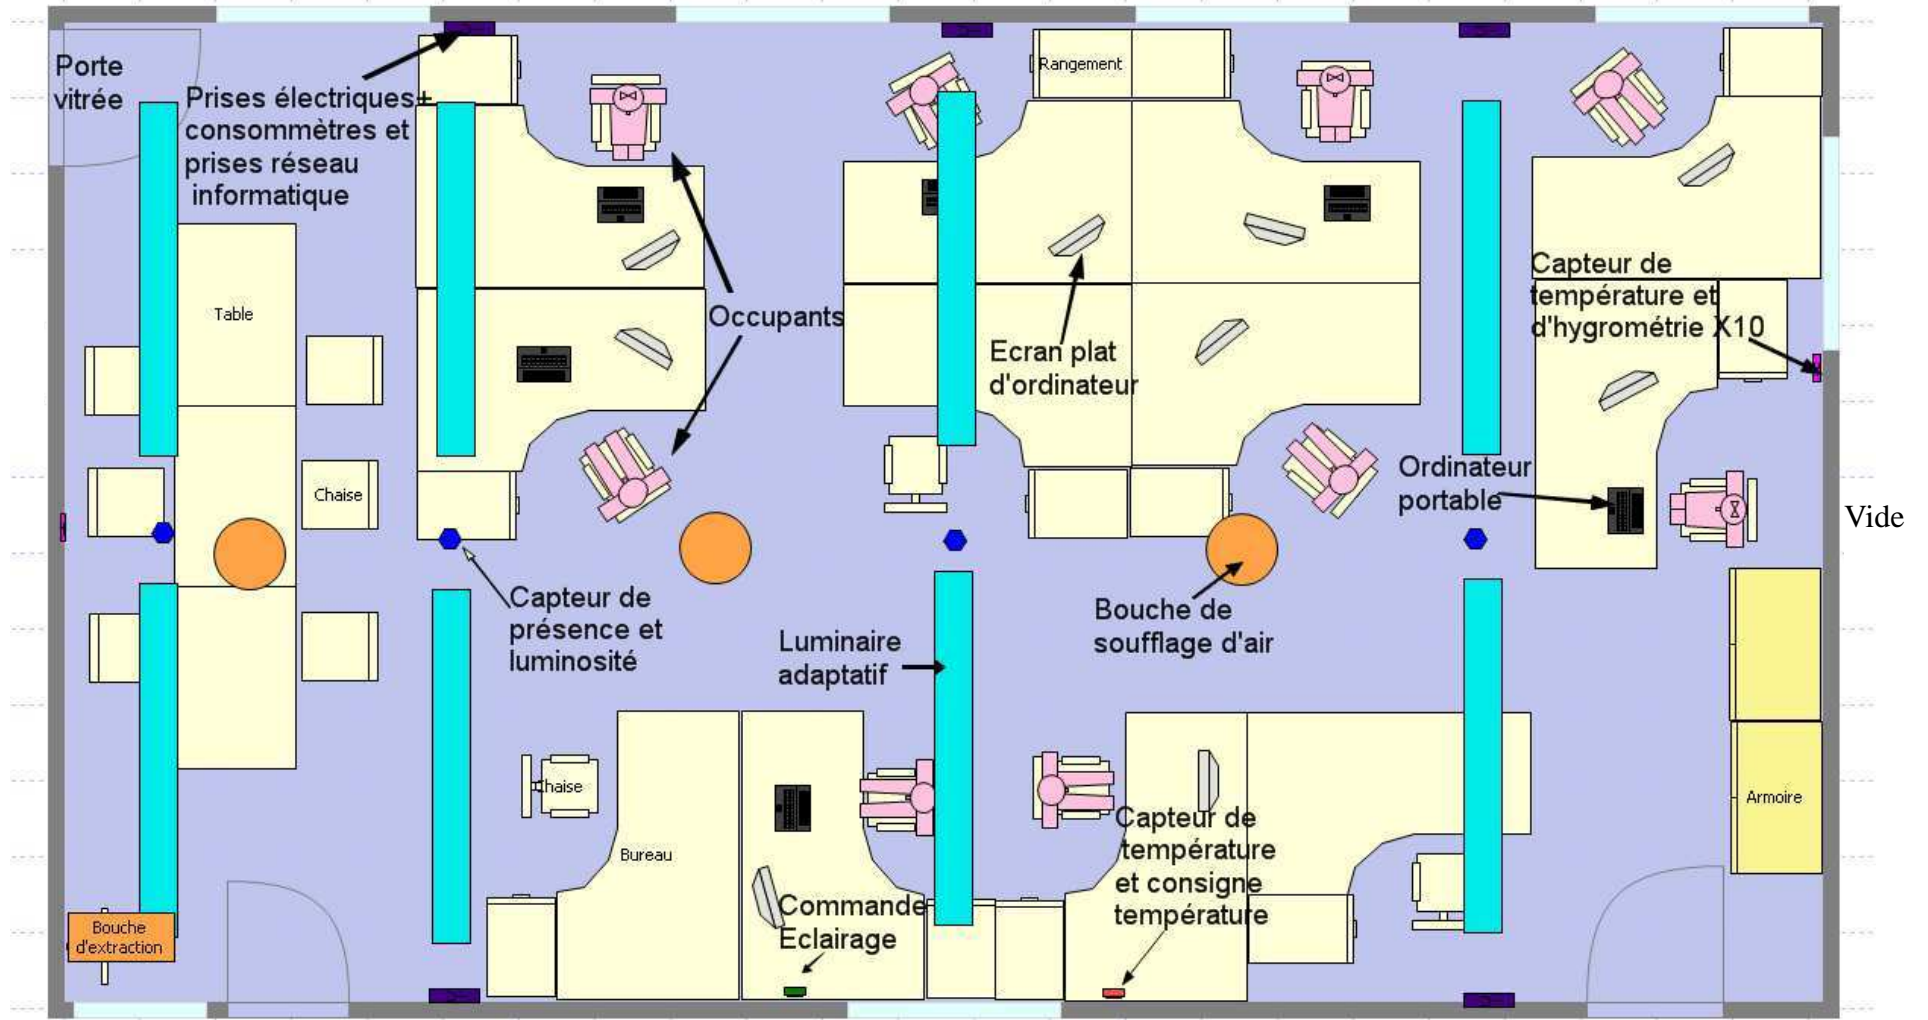 Porte
vitrée
Prises électriques+
consommètres et
prises réseau
informatique
Rangement
Table
Occupants
Ecran plat
d'ordinateur
Capteur de
température et
d'hygrométrie X10
Chaise
Ordinateur
portable
Vide
Capteur de
présence et
luminosité
Luminaire
adaptatif
Bouche de
soufflage d'air
Chaise
Bureau
Capteur de
température
et consigne
température
Armoire
Commande
Eclairage
Bouche
d'extraction